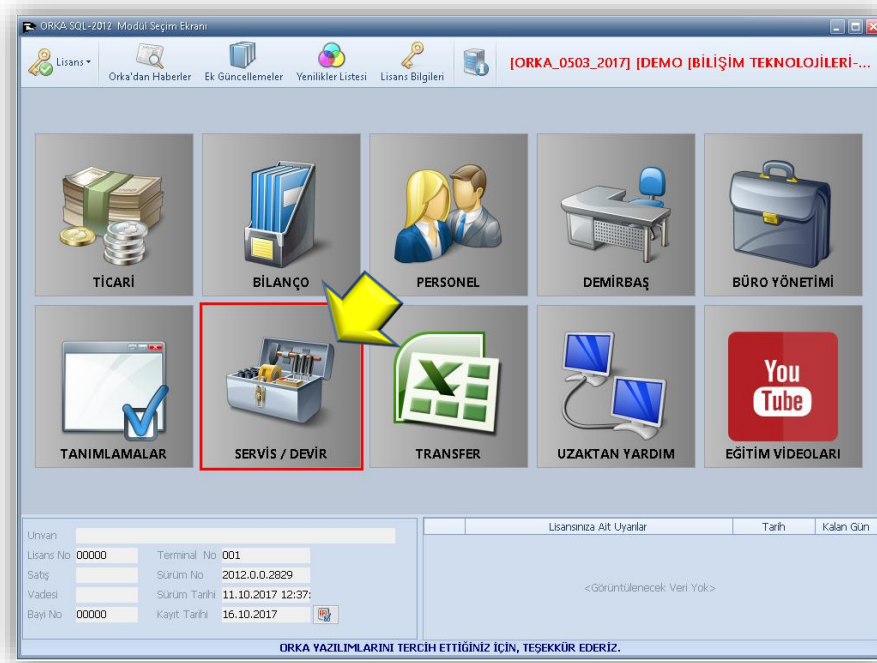 ORKA SQL-2012 Modül Seçim Ekranı
Lisans
Orka'dan Haberler
Ek Güncellemeler
Yenilikler Listesi
Lisans Bilgileri
[ORKA_0503_2017] [DEMO [BİLİŞİM TEKNOLOJİLERİ-...
TİCARİ
BİLANÇO
PERSONEL
DEMİRBAŞ
BÜRO YÖNETİMİ
You
Tube
TANIMLAMALAR
SERVİS / DEVİR
TRANSFER
UZAKTAN YARDIM
EĞİTİM VİDEOLARI
Unvan
Lisans No 00000 Terminal No 001
Satış Sürüm No 2012.0.0.2829
Vadesi Sürüm Tarihi 11.10.2017 12:37:
Bayi No 00000 Kayıt Tarihi 16.10.2017
Lisansınıza Ait Uyarılar Tarih Kalan Gün
<Görüntülenecek Veri Yok>
ORKA YAZILIMLARINI TERCİH ETTİĞİNİZ İÇİN, TEŞEKKÜR EDERİZ.